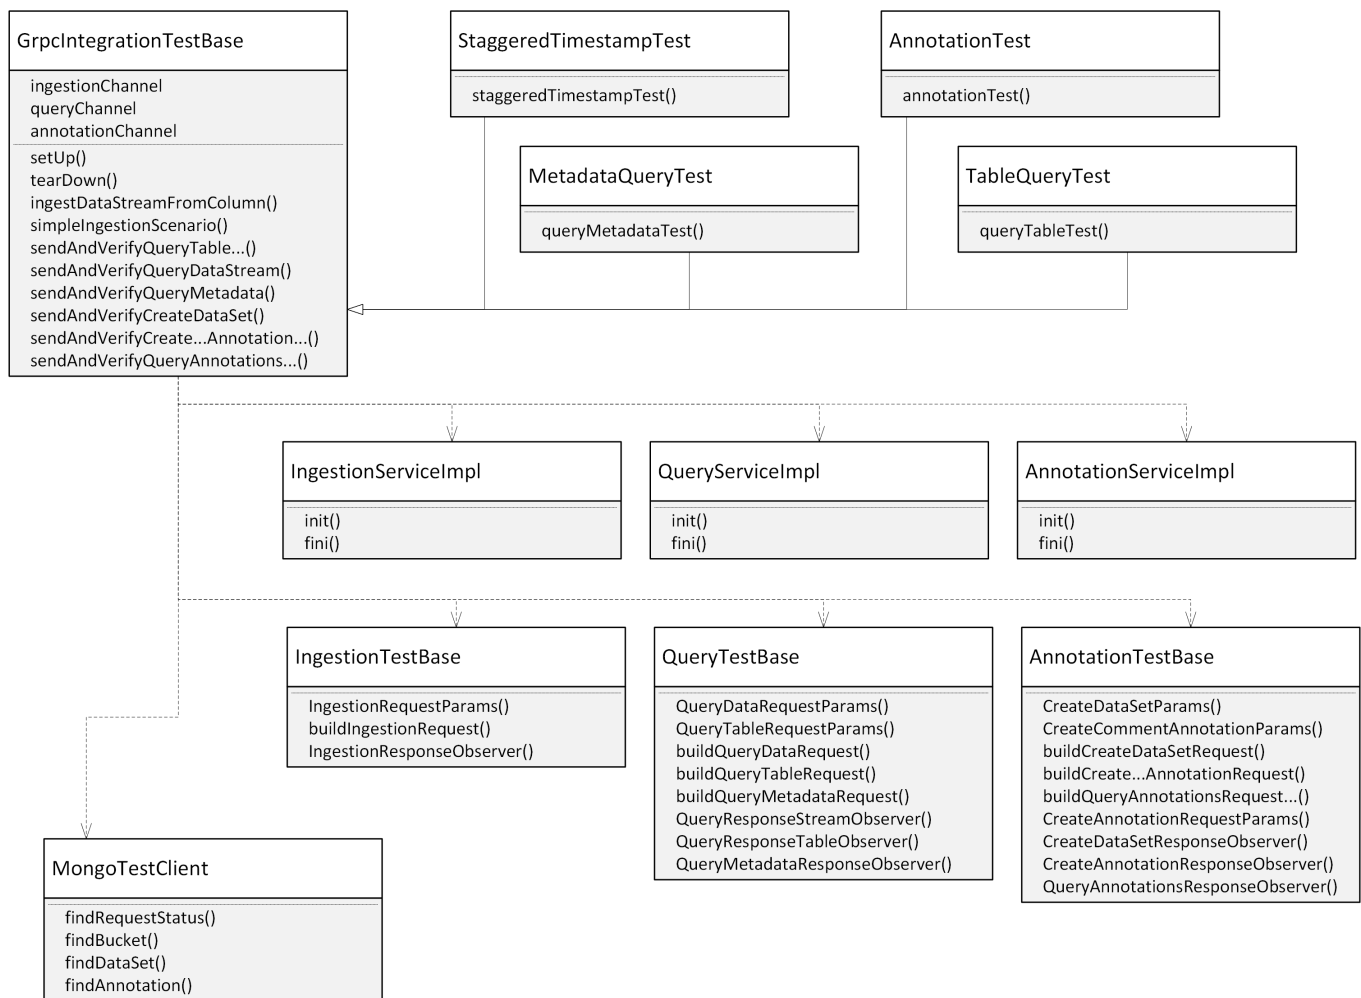 GrpcIntegrationTestBase
ingestionChannel
queryChannel
annotationChannel
setUp()
tearDown()
ingestDataStreamFromColumn()
simpleIngestionScenario()
sendAndVerifyQueryTable...()
sendAndVerifyQueryDataStream()
sendAndVerifyQueryMetadata()
sendAndVerifyCreateDataSet()
sendAndVerifyCreate...Annotation...()
sendAndVerifyQueryAnnotations...()
StaggeredTimestampTest
staggeredTimestampTest()
AnnotationTest
annotationTest()
MetadataQueryTest
queryMetadataTest()
TableQueryTest
queryTableTest()
IngestionServiceImpl
init()
fini()
QueryServiceImpl
init()
fini()
AnnotationServiceImpl
init()
fini()
IngestionTestBase
IngestionRequestParams()
buildIngestionRequest()
IngestionResponseObserver()
QueryTestBase
QueryDataRequestParams()
QueryTableRequestParams()
buildQueryDataRequest()
buildQueryTableRequest()
buildQueryMetadataRequest()
QueryResponseStreamObserver()
QueryResponseTableObserver()
QueryMetadataResponseObserver()
AnnotationTestBase
CreateDataSetParams()
CreateCommentAnnotationParams()
buildCreateDataSetRequest()
buildCreate...AnnotationRequest()
buildQueryAnnotationsRequest...()
CreateAnnotationRequestParams()
CreateDataSetResponseObserver()
CreateAnnotationResponseObserver()
QueryAnnotationsResponseObserver()
MongoTestClient
findRequestStatus()
findBucket()
findDataSet()
findAnnotation()